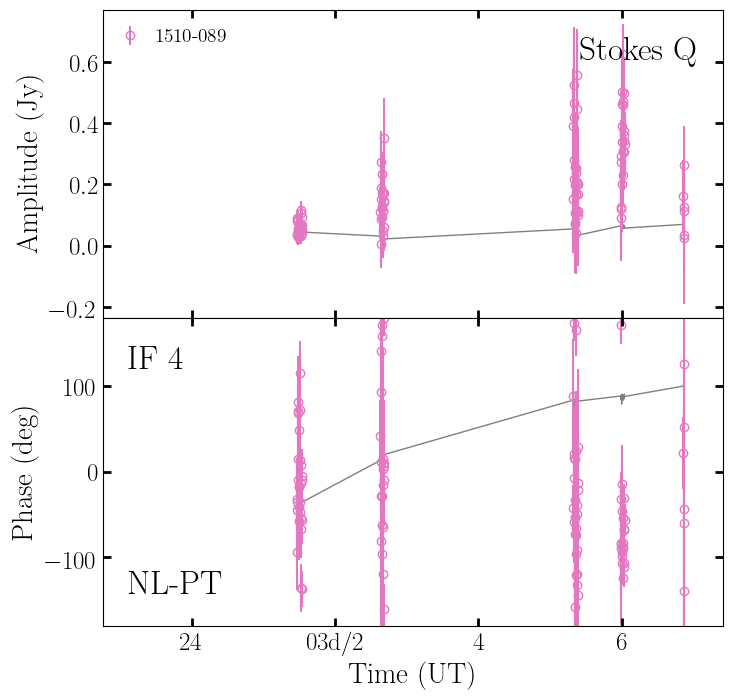 1510-089
Stokes Q
Amplitude (Jy)
0.6
0.4
0.2
0.0
−0.2
IF 4
NL-PT
Phase (deg)
100
0
−100
24 03d/2 4 6
Time (UT)